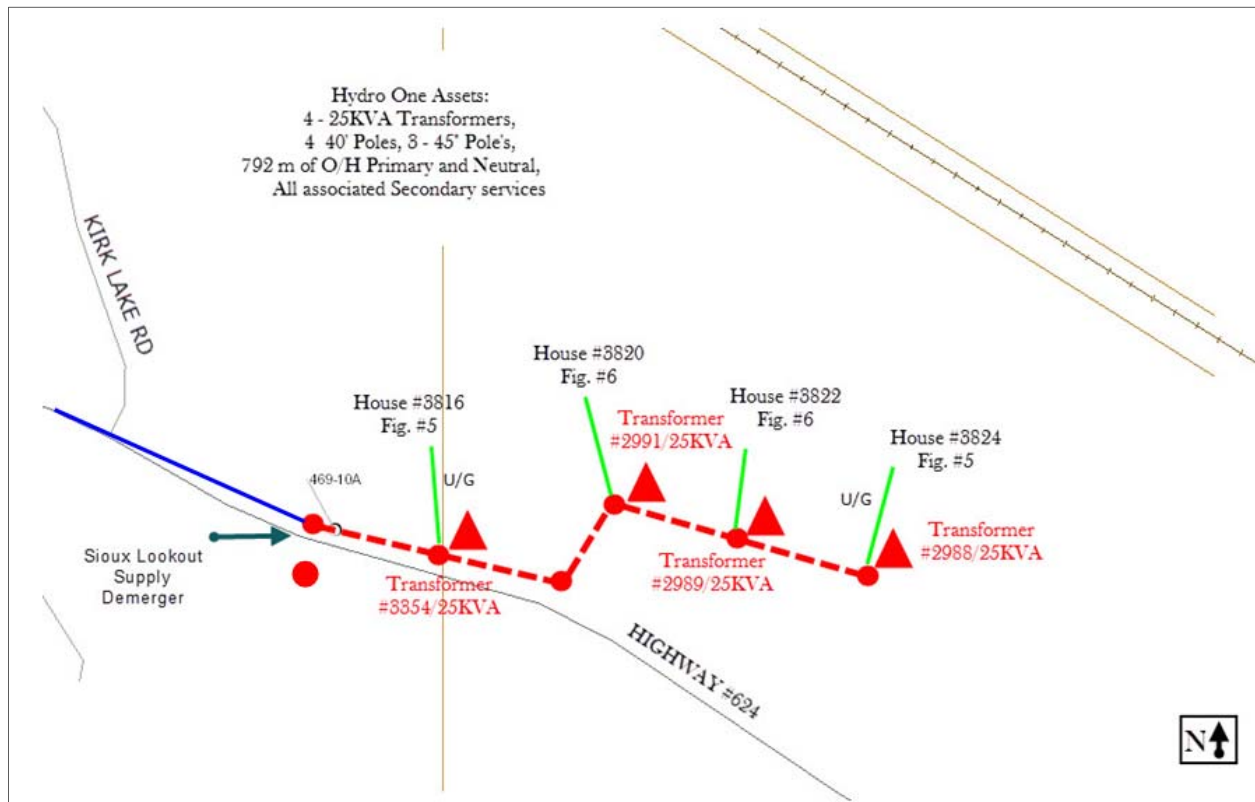 Hydro One Assets:
4 - 25KVA Transformers,
4  40' Poles, 3 - 45' Pole's,
792 m of O/H Primary and Neutral,
All associated Secondary services
KIRK LAKE RD
House #3820
Fig. #6
House #3816
Fig. #5
Transformer
#2991/25KVA
House #3822
Fig. #6
House #3824
Fig. #5
469-10A
U/G
U/G
Sioux Lookout
Supply
Demerger
Transformer
#3354/25KVA
Transformer
#2989/25KVA
Transformer
#2988/25KVA
HIGHWAY #624
N